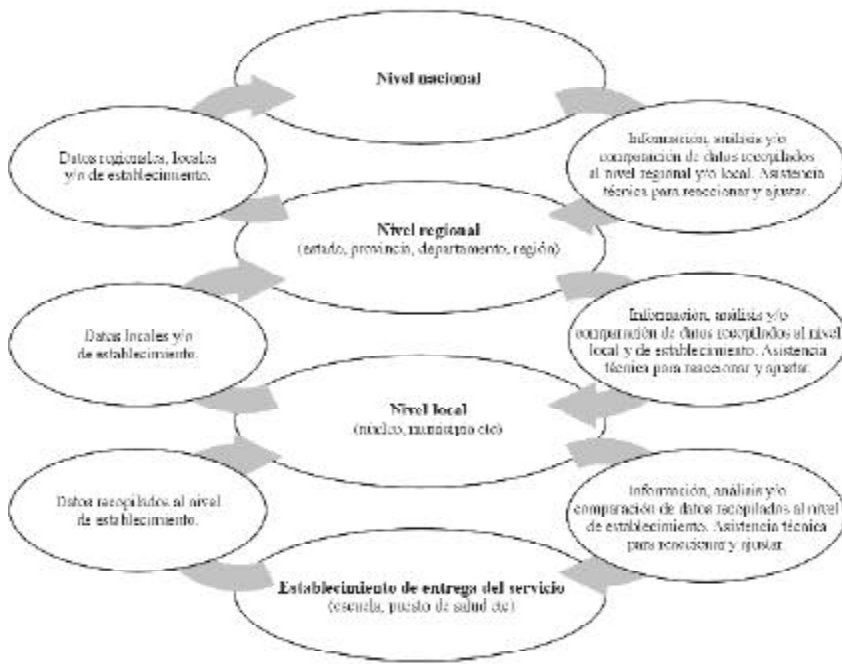 Nivel nacional
Datos regionales, locales
y/o de establecimiento.
Información, análisis y/o
comparación de datos recopilados
al nivel regional y/o local. Asistencia
técnica para reaccionar y ajustar.
Nivel regional
(estado, provincia, departamento, región)
Datos locales y/o
de establecimiento.
Información, análisis y/o
comparación de datos recopilados al nivel
local y de establecimiento. Asistencia
técnica para reaccionar y ajustar.
Nivel local
(núcleo, municipio etc)
Datos recopilados al nivel
de establecimiento.
Información, análisis y/o
comparación de datos recopilados al nivel
de establecimiento. Asistencia técnica
para reaccionar y ajustar.
Establecimiento de entrega del servicio
(escuela, puesto de salud etc)